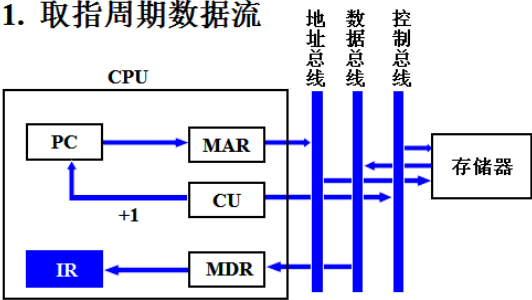 1. 取指周期数据流
地址总线
数据总线
控制总线
CPU
PC
MAR
存储器
CU
+1
IR
MDR